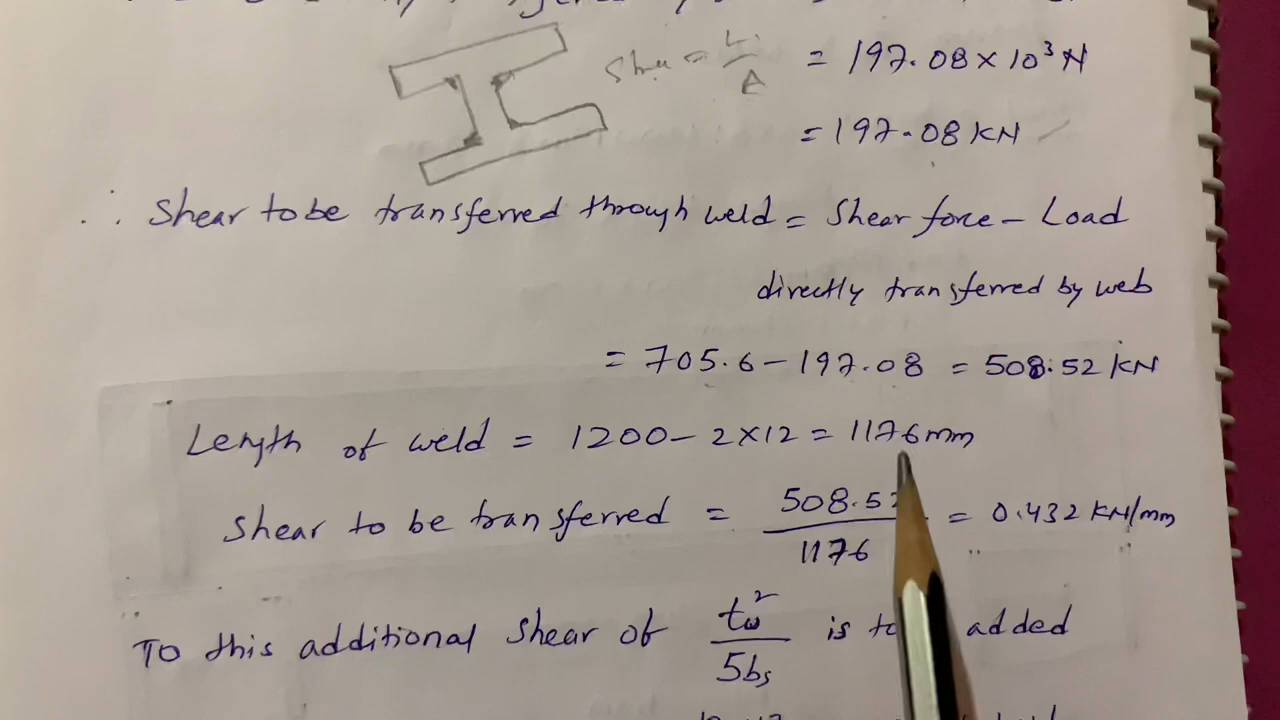 = 197.08 × 10³ N
= 197.08 KN
∴ Shear to be transferred through weld = Shear force - Load
directly transferred by web
= 705.6 - 197.08 = 508.52 KN
Length of weld = 1200 - 2 × 12 = 1176 mm
Shear to be transferred = 508.52 / 1176 = 0.432 KN/mm
To this additional shear of tw² / 5bs is to added